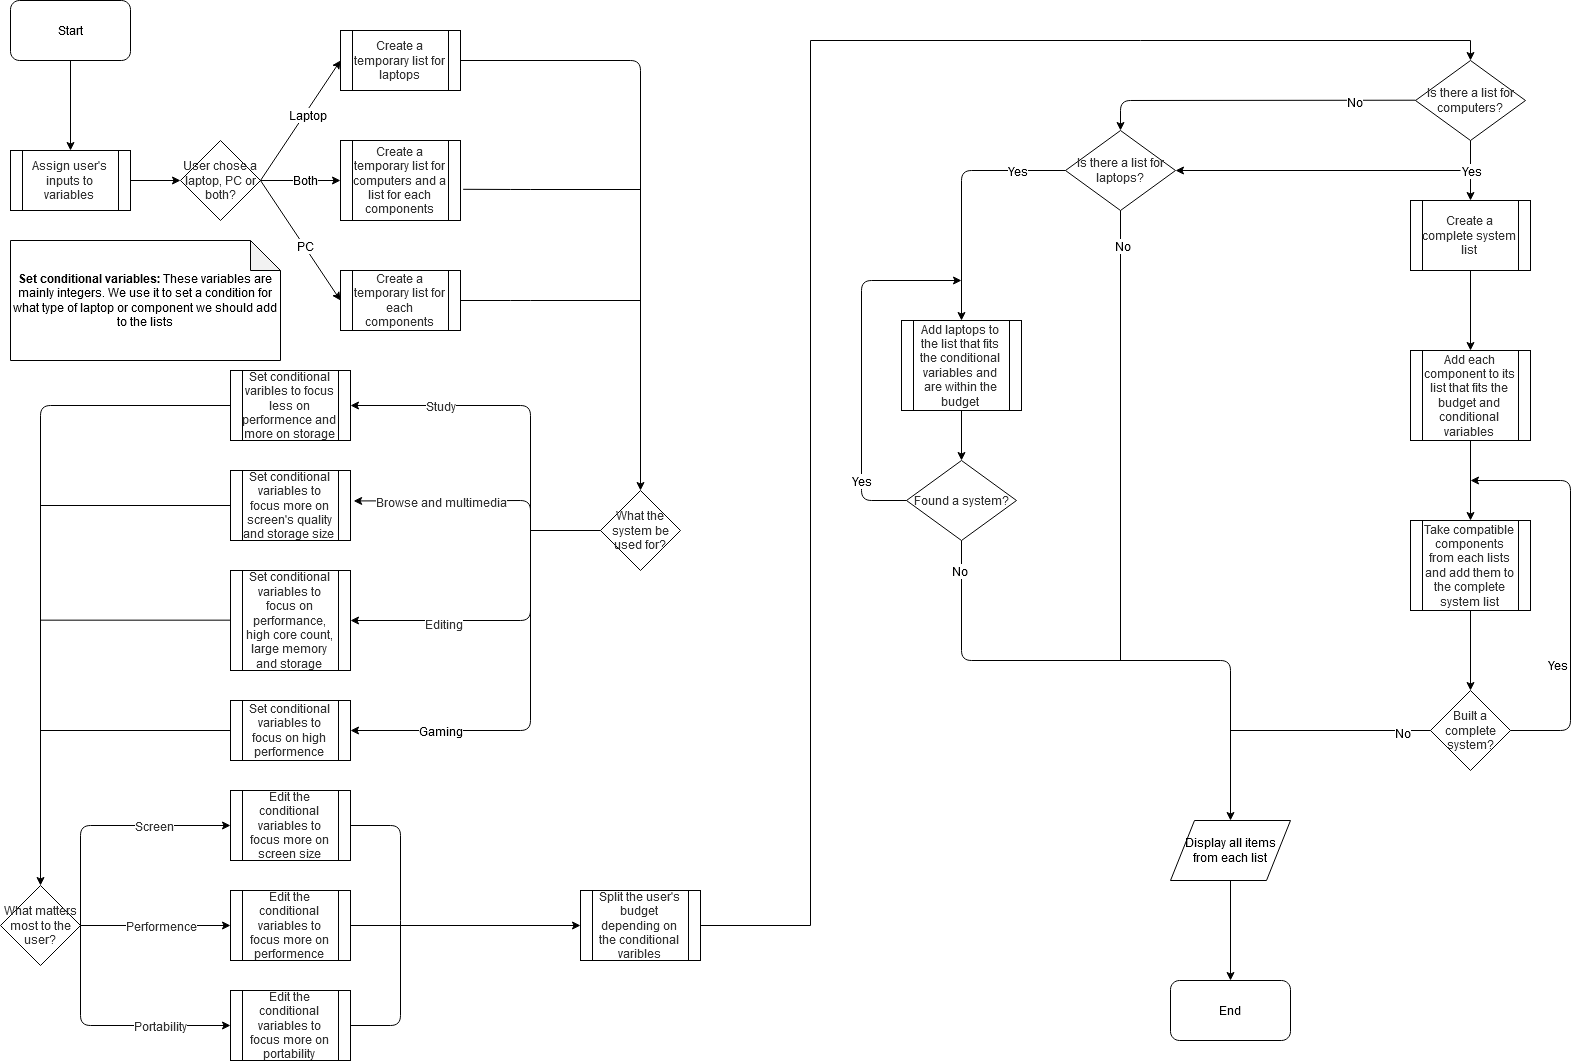 Start
Assign user's
inputs to
variables
User chose a
laptop, PC or
both?
Laptop
Both
PC
Create a
temporary list for
laptops
Create a
temporary list for
computers and a
list for each
components
Create a
temporary list for
each
components
Set conditional variables: These variables are
mainly integers. We use it to set a condition for
what type of laptop or component we should add
to the lists
What the
system be
used for?
Study
Browse and multimedia
Editing
Gaming
Set conditional
varibles to focus
less on
performence and
more on storage
Set conditional
variables to
focus more on
screen's quality
and storage size
Set conditional
variables to
focus on
performance,
high core count,
large memory
and storage
Set conditional
variables to
focus on high
performence
What matters
most to the
user?
Screen
Performence
Portability
Edit the
conditional
variables to
focus more on
screen size
Edit the
conditional
variables to
focus more on
performence
Edit the
conditional
variables to
focus more on
portability
Split the user's
budget
depending on
the conditional
varibles
Is there a list for
computers?
No
Yes
Is there a list for
laptops?
Yes
No
Create a
complete system
list
Add laptops to
the list that fits
the conditional
variables and
are within the
budget
Add each
component to its
list that fits the
budget and
conditional
variables
Found a system?
Yes
No
Take compatible
components
from each lists
and add them to
the complete
system list
Built a
complete
system?
Yes
No
Display all items
from each list
End